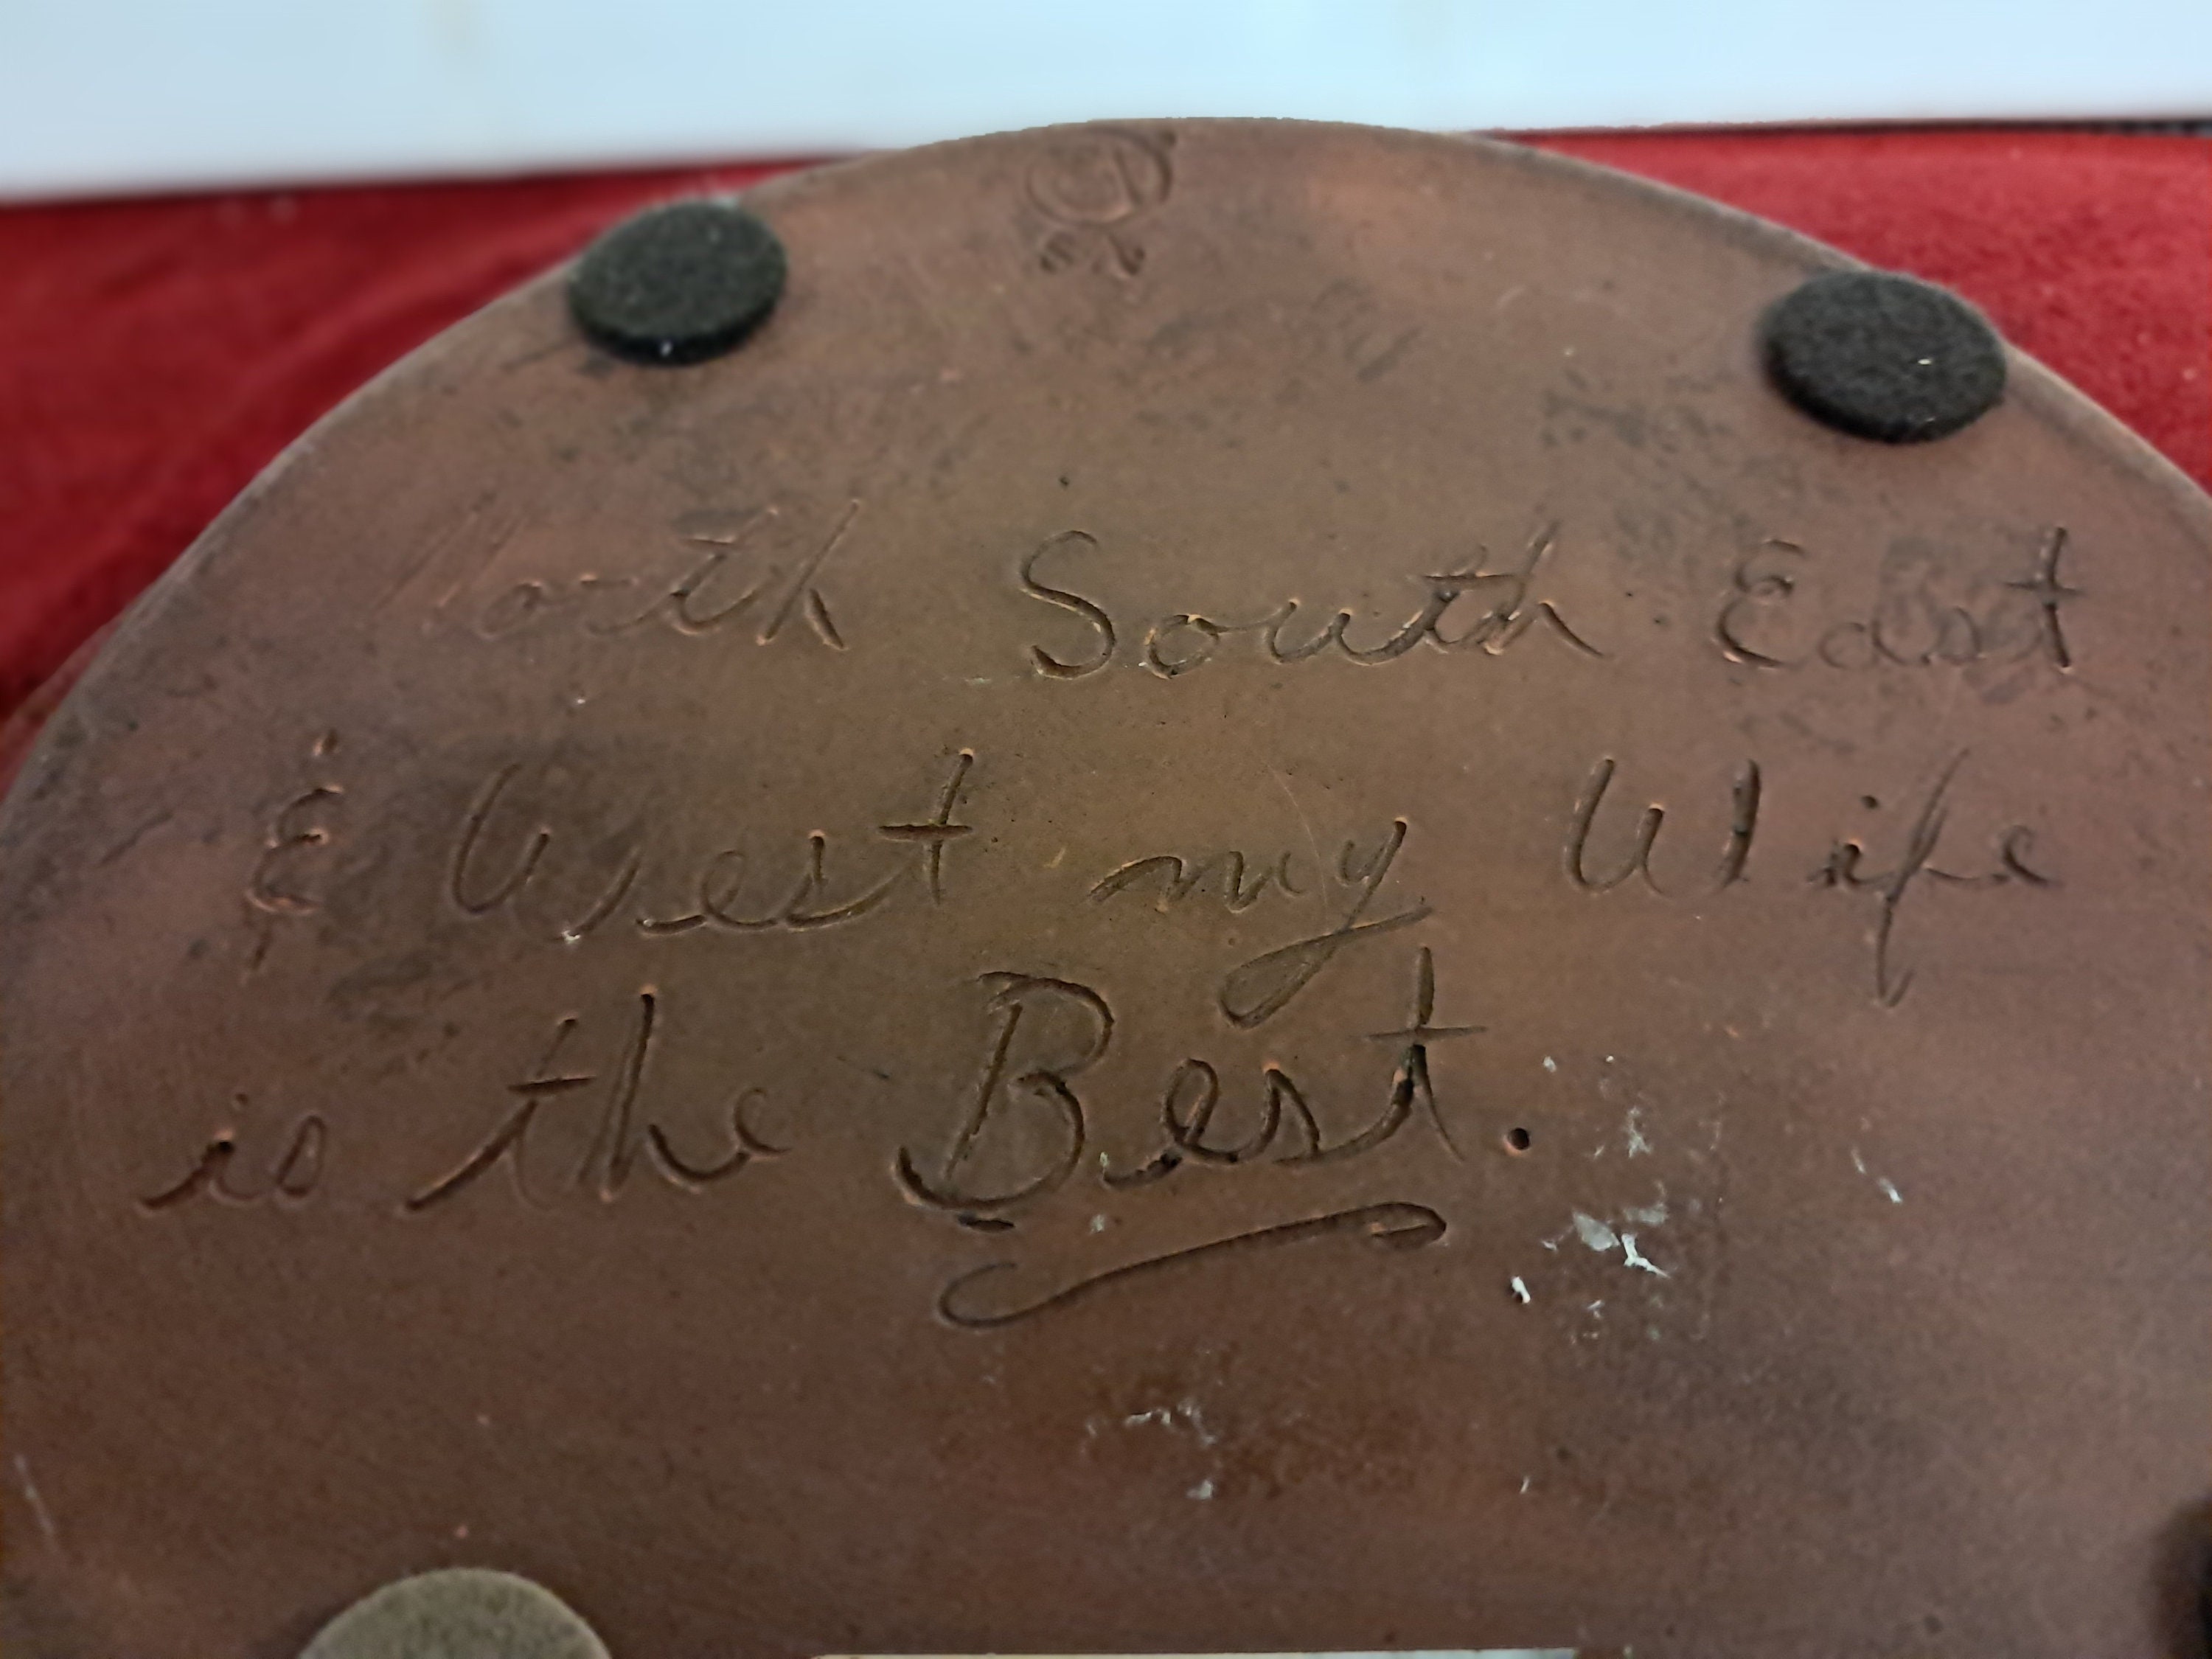 North South East
& West my Wife
is the Best.